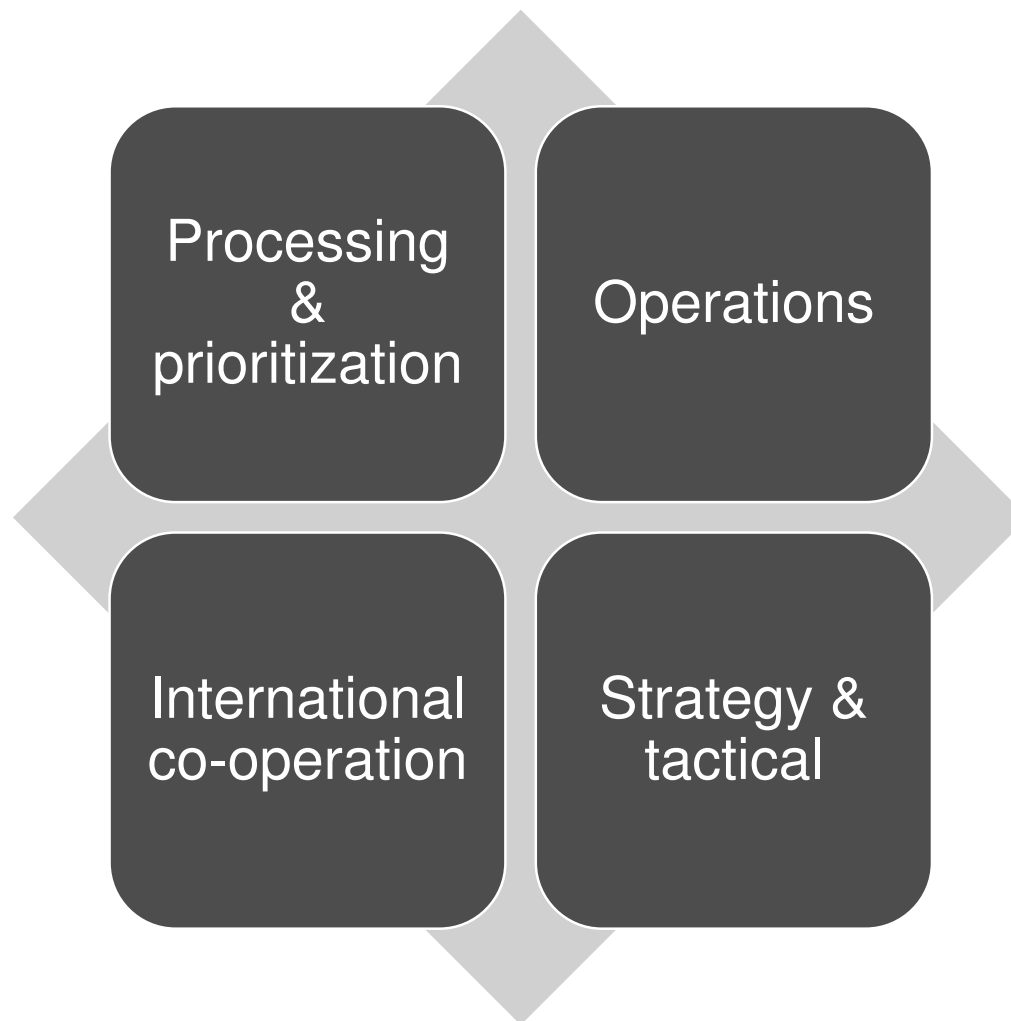 Processing
&
prioritization
Operations
International
co-operation
Strategy &
tactical